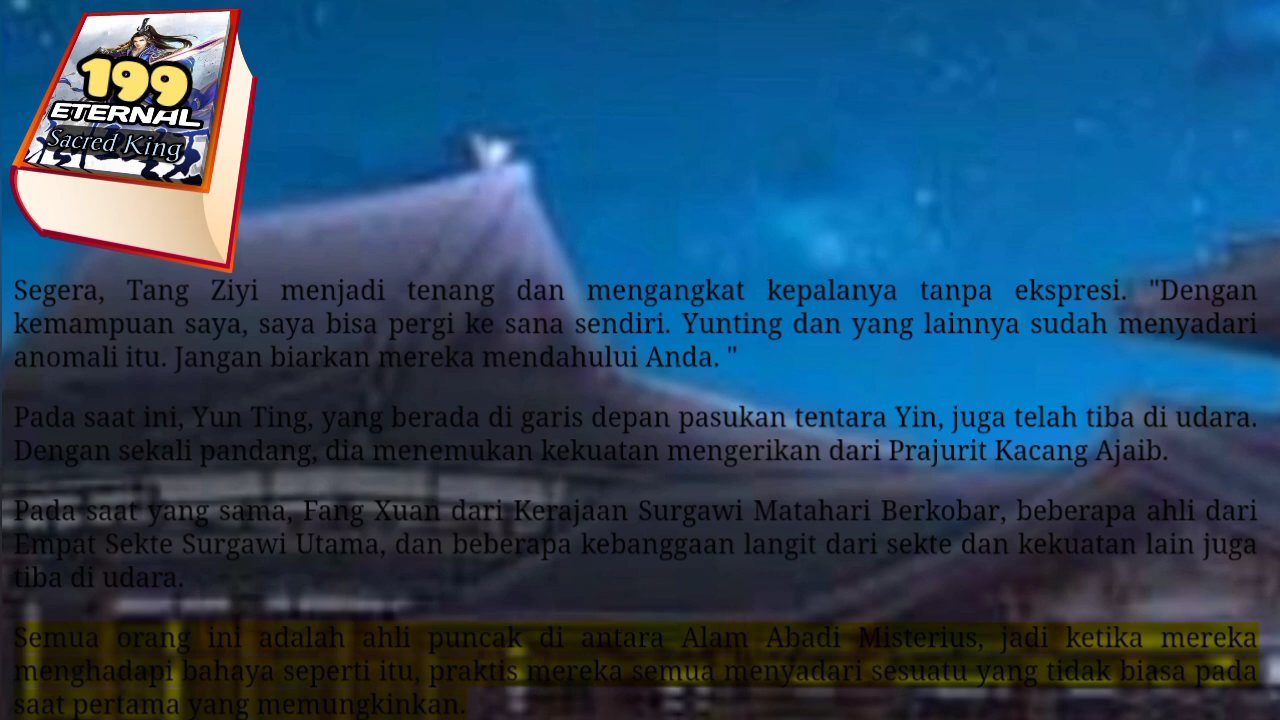 199
ETERNAL
Sacred King
Segera, Tang Ziyi menjadi tenang dan mengangkat kepalanya tanpa ekspresi. "Dengan
kemampuan saya, saya bisa pergi ke sana sendiri. Yunting dan yang lainnya sudah menyadari
anomali itu. Jangan biarkan mereka mendahului Anda. "
Pada saat ini, Yun Ting, yang berada di garis depan pasukan tentara Yin, juga telah tiba di udara.
Dengan sekali pandang, dia menemukan kekuatan mengerikan dari Prajurit Kacang Ajaib.
Pada saat yang sama, Fang Xuan dari Kerajaan Surgawi Matahari Berkobar, beberapa ahli dari
Empat Sekte Surgawi Utama, dan beberapa kebanggaan langit dari sekte dan kekuatan lain juga
tiba di udara.
Semua orang ini adalah ahli puncak di antara Alam Abadi Misterius, jadi ketika mereka
menghadapi bahaya seperti itu, praktis mereka semua menyadari sesuatu yang tidak biasa pada
saat pertama yang memungkinkan.